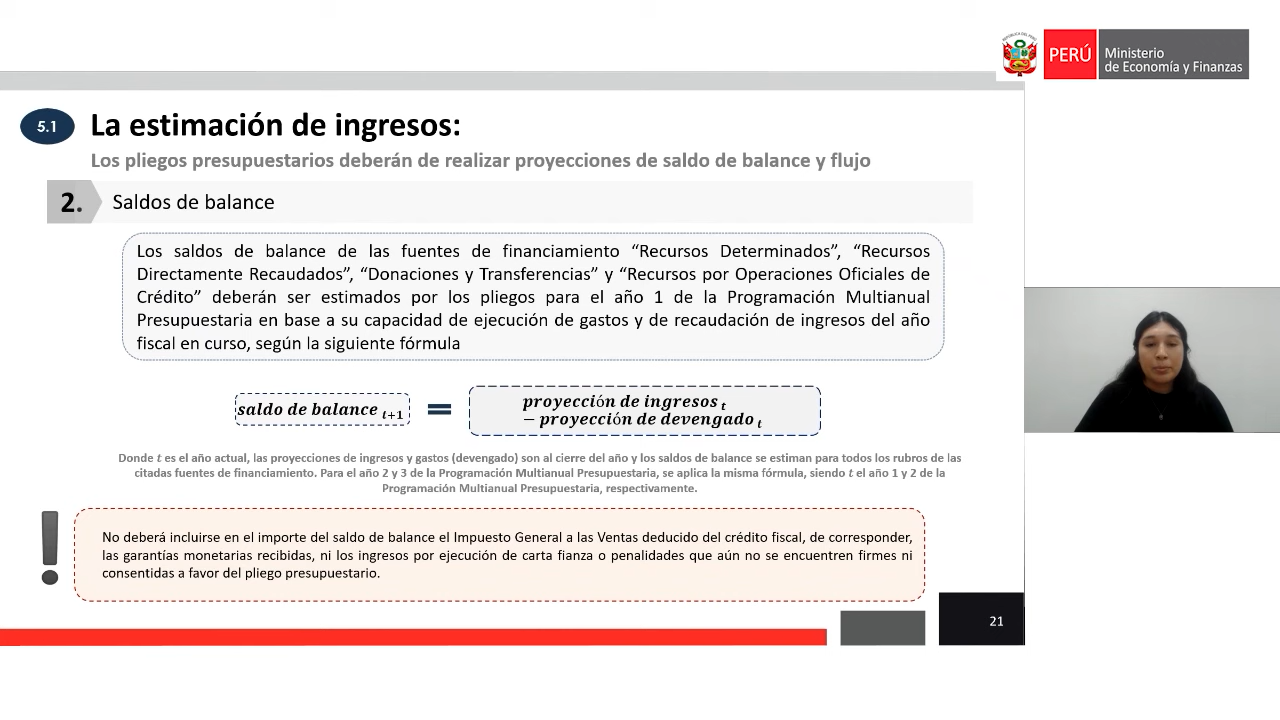 PERÚ
Ministerio
de Economía y Finanzas
5.1
La estimación de ingresos:
Los pliegos presupuestarios deberán de realizar proyecciones de saldo de balance y flujo
2.
Saldos de balance
Los saldos de balance de las fuentes de financiamiento “Recursos Determinados”, “Recursos
Directamente Recaudados”, “Donaciones y Transferencias” y “Recursos por Operaciones Oficiales de
Crédito” deberán ser estimados por los pliegos para el año 1 de la Programación Multianual
Presupuestaria en base a su capacidad de ejecución de gastos y de recaudación de ingresos del año
fiscal en curso, según la siguiente fórmula
saldo de balance t+1 = proyección de ingresos t
− proyección de devengado t
Donde t es el año actual, las proyecciones de ingresos y gastos (devengado) son al cierre del año y los saldos de balance se estiman para todos los rubros de las
citadas fuentes de financiamiento. Para el año 2 y 3 de la Programación Multianual Presupuestaria, se aplica la misma fórmula, siendo t el año 1 y 2 de la
Programación Multianual Presupuestaria, respectivamente.
!
No deberá incluirse en el importe del saldo de balance el Impuesto General a las Ventas deducido del crédito fiscal, de corresponder,
las garantías monetarias recibidas, ni los ingresos por ejecución de carta fianza o penalidades que aún no se encuentren firmes ni
consentidas a favor del pliego presupuestario.
21